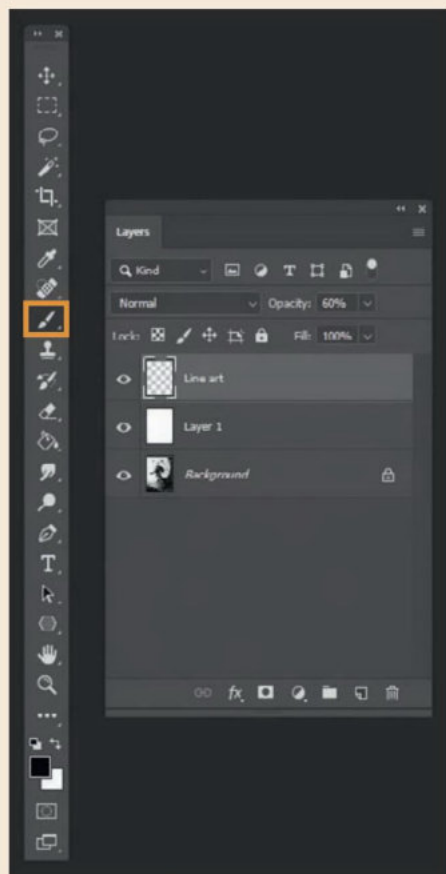 Layers
Kind
Normal
Opacity: 60%
Lock:
Fill: 100%
Line art
Layer 1
Background